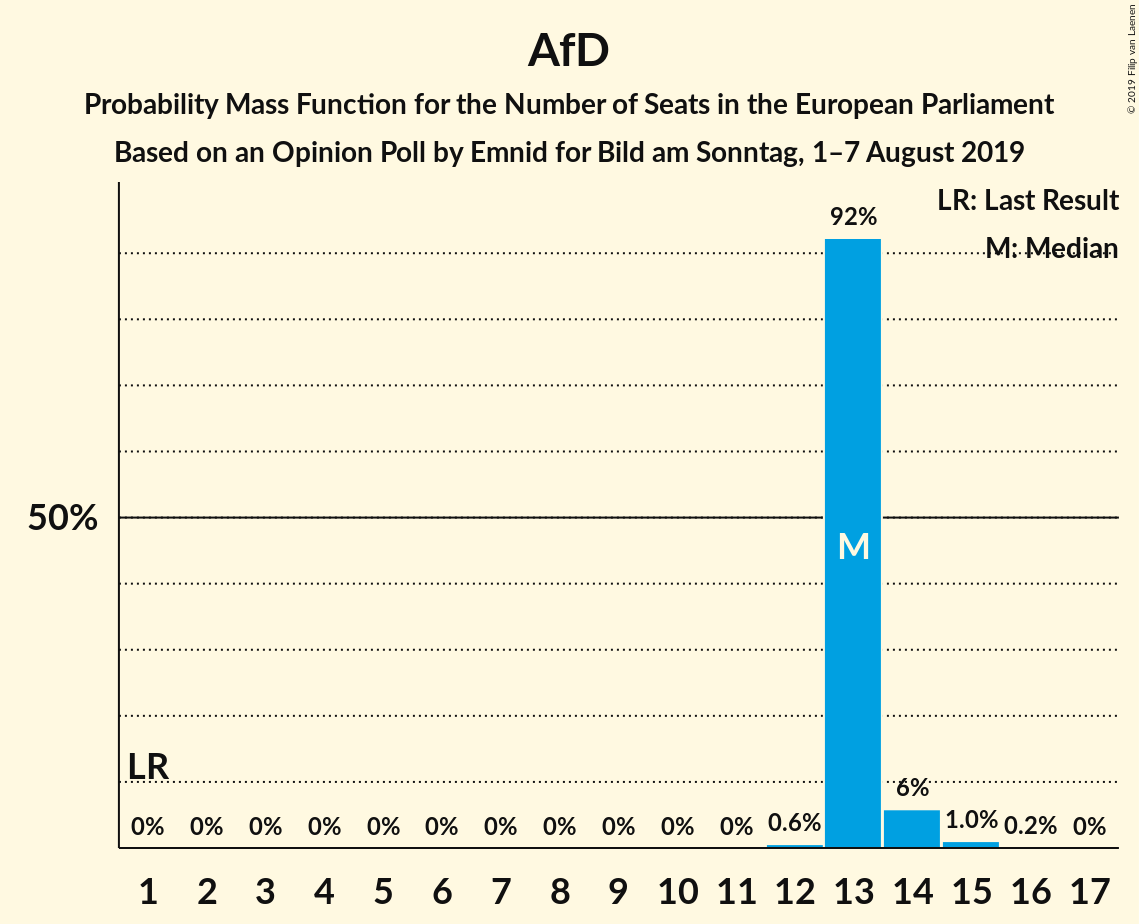 AfD
Probability Mass Function for the Number of Seats in the European Parliament
Based on an Opinion Poll by Emnid for Bild am Sonntag, 1–7 August 2019
© 2019 Filip van Laenen
LR: Last Result
M: Median
92%
50%
M
LR
0% 0% 0% 0% 0% 0% 0% 0% 0% 0% 0% 0.6% 6% 1.0% 0.2% 0%
1 2 3 4 5 6 7 8 9 10 11 12 13 14 15 16 17